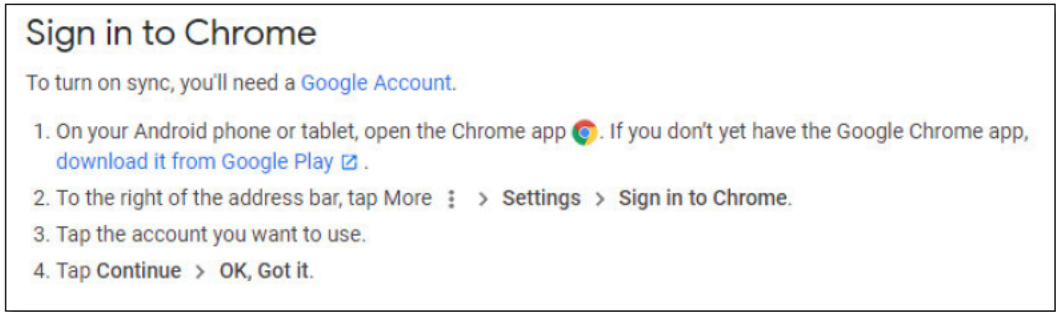 Sign in to Chrome
To turn on sync, you'll need a Google Account.
1. On your Android phone or tablet, open the Chrome app . If you don't yet have the Google Chrome app,
download it from Google Play .
2. To the right of the address bar, tap More ⋮ > Settings > Sign in to Chrome.
3. Tap the account you want to use.
4. Tap Continue > OK, Got it.